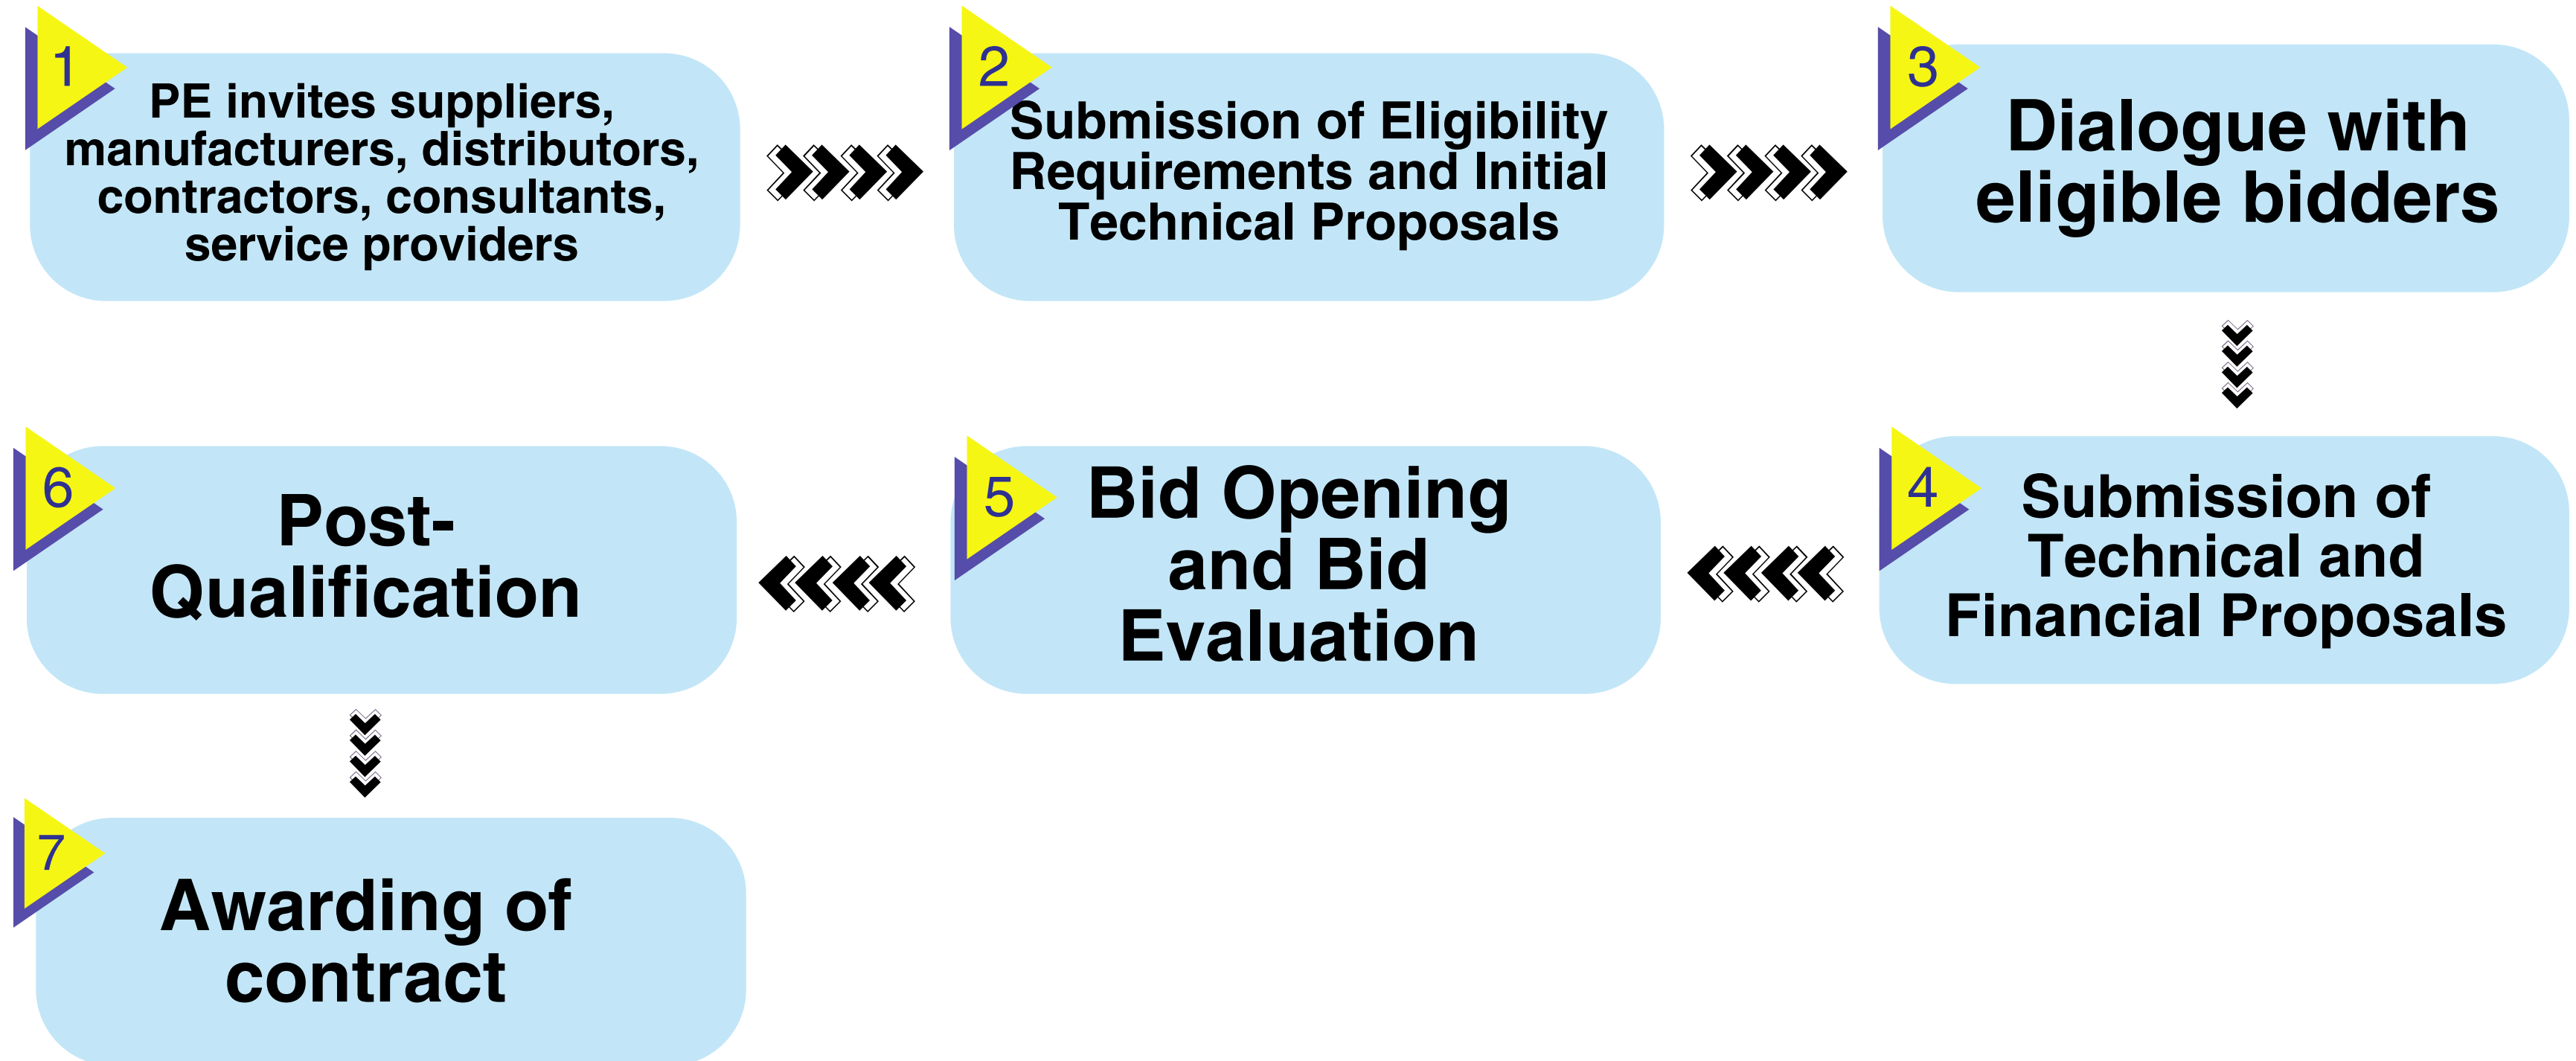 1
PE invites suppliers,
manufacturers, distributors,
contractors, consultants,
service providers
2
Submission of Eligibility
Requirements and Initial
Technical Proposals
3
Dialogue with
eligible bidders
4
Submission of
Technical and
Financial Proposals
5
Bid Opening
and Bid
Evaluation
6
Post-
Qualification
7
Awarding of
contract